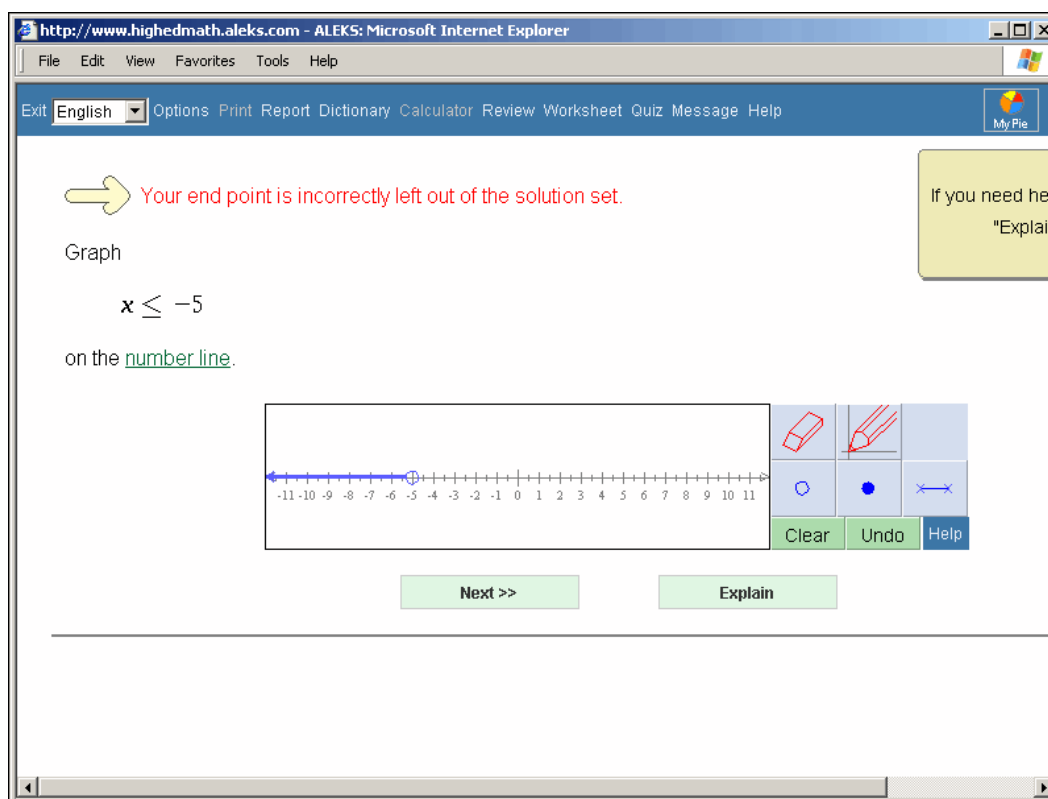 http://www.highedmath.aleks.com - ALEKS: Microsoft Internet Explorer
File Edit View Favorites Tools Help
Exit English Options Print Report Dictionary Calculator Review Worksheet Quiz Message Help
My Pie
Your end point is incorrectly left out of the solution set.
If you need he
"Explai
Graph
x ≤ −5
on the number line.
-11 -10 -9 -8 -7 -6 -5 -4 -3 -2 -1 0 1 2 3 4 5 6 7 8 9 10 11
Clear Undo Help
Next >> Explain